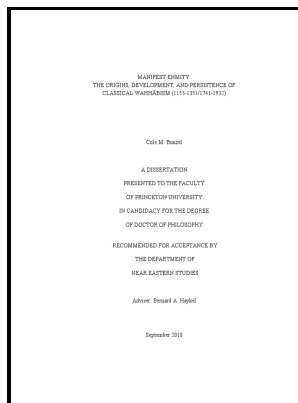 MANIFEST ENMITY
THE ORIGINS, DEVELOPMENT, AND PERSISTENCE OF
CLASSICAL WAHHĀBISM (1153-1351/1741-1932)
Cole M. Bunzel
A DISSERTATION
PRESENTED TO THE FACULTY
OF PRINCETON UNIVERSITY
IN CANDIDACY FOR THE DEGREE
OF DOCTOR OF PHILOSOPHY
RECOMMENDED FOR ACCEPTANCE BY
THE DEPARTMENT OF
NEAR EASTERN STUDIES
Adviser: Bernard A. Haykel
September 2018